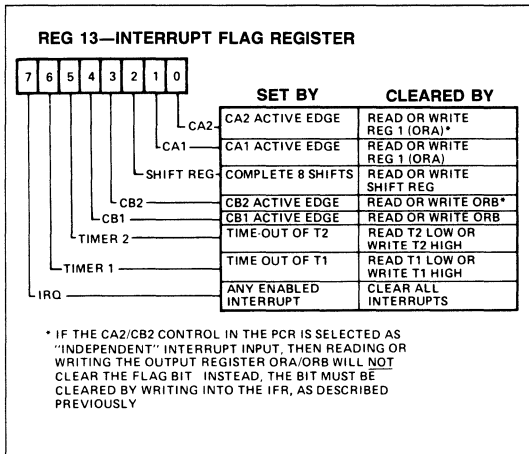 REG 13—INTERRUPT FLAG REGISTER
7 6 5 4 3 2 1 0
SET BY CLEARED BY
CA2 CA2 ACTIVE EDGE READ OR WRITE
REG 1 (ORA)*
CA1 CA1 ACTIVE EDGE READ OR WRITE
REG 1 (ORA)
SHIFT REG COMPLETE 8 SHIFTS READ OR WRITE
SHIFT REG
CB2 CB2 ACTIVE EDGE READ OR WRITE ORB*
CB1 CB1 ACTIVE EDGE READ OR WRITE ORB
TIMER 2 TIME-OUT OF T2 READ T2 LOW OR
WRITE T2 HIGH
TIMER 1 TIME OUT OF T1 READ T1 LOW OR
WRITE T1 HIGH
IRQ ANY ENABLED CLEAR ALL
INTERRUPT INTERRUPTS
* IF THE CA2/CB2 CONTROL IN THE PCR IS SELECTED AS
"INDEPENDENT" INTERRUPT INPUT, THEN READING OR
WRITING THE OUTPUT REGISTER ORA/ORB WILL NOT
CLEAR THE FLAG BIT INSTEAD, THE BIT MUST BE
CLEARED BY WRITING INTO THE IFR, AS DESCRIBED
PREVIOUSLY